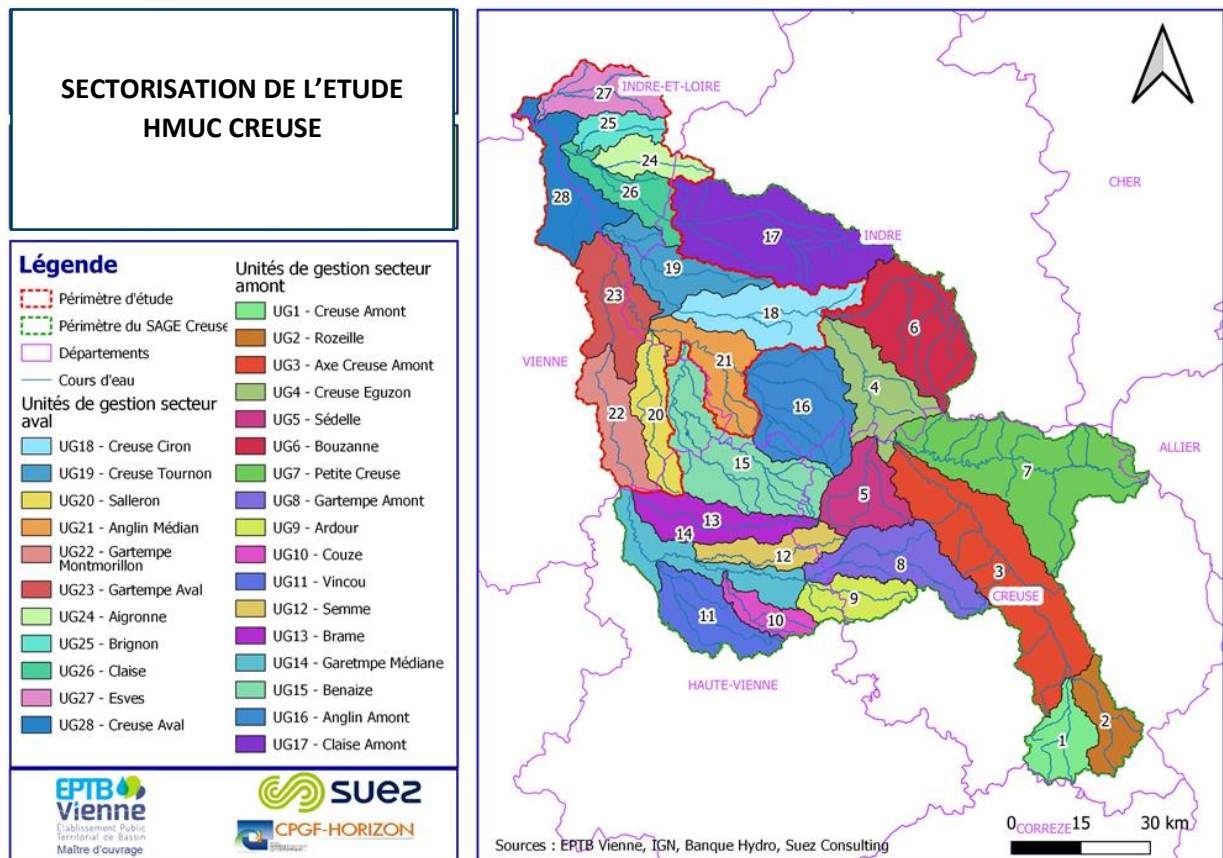 SECTORISATION DE L'ETUDE
HMUC CREUSE
Légende
Périmètre d'étude
Périmètre du SAGE Creuse
Départements
Cours d'eau
Unités de gestion secteur
aval
UG18 - Creuse Ciron
UG19 - Creuse Tournon
UG20 - Salleron
UG21 - Anglin Médian
UG22 - Gartempe
Montmorillon
UG23 - Gartempe Aval
UG24 - Aigronne
UG25 - Brignon
UG26 - Claise
UG27 - Esves
UG28 - Creuse Aval
Unités de gestion secteur
amont
UG1 - Creuse Amont
UG2 - Rozeille
UG3 - Axe Creuse Amont
UG4 - Creuse Eguzon
UG5 - Sédelle
UG6 - Bouzanne
UG7 - Petite Creuse
UG8 - Gartempe Amont
UG9 - Ardour
UG10 - Couze
UG11 - Vincou
UG12 - Semme
UG13 - Brame
UG14 - Garetmpe Médiane
UG15 - Benaize
UG16 - Anglin Amont
UG17 - Claise Amont
EPTB
Vienne
Établissement Public
Territorial de Bassin
Maître d'ouvrage
suez
CPGF-HORIZON
27
INDRE-ET-LOIRE
25
24
CHER
26
28
17
INDRE
19
23
18
6
VIENNE
21
4
22
20
16
ALLIER
15
7
5
13
14
12
8
3
9
CREUSE
11
10
HAUTE-VIENNE
2
1
0
CORREZE
15
30 km
Sources : EPTB Vienne, IGN, Banque Hydro, Suez Consulting